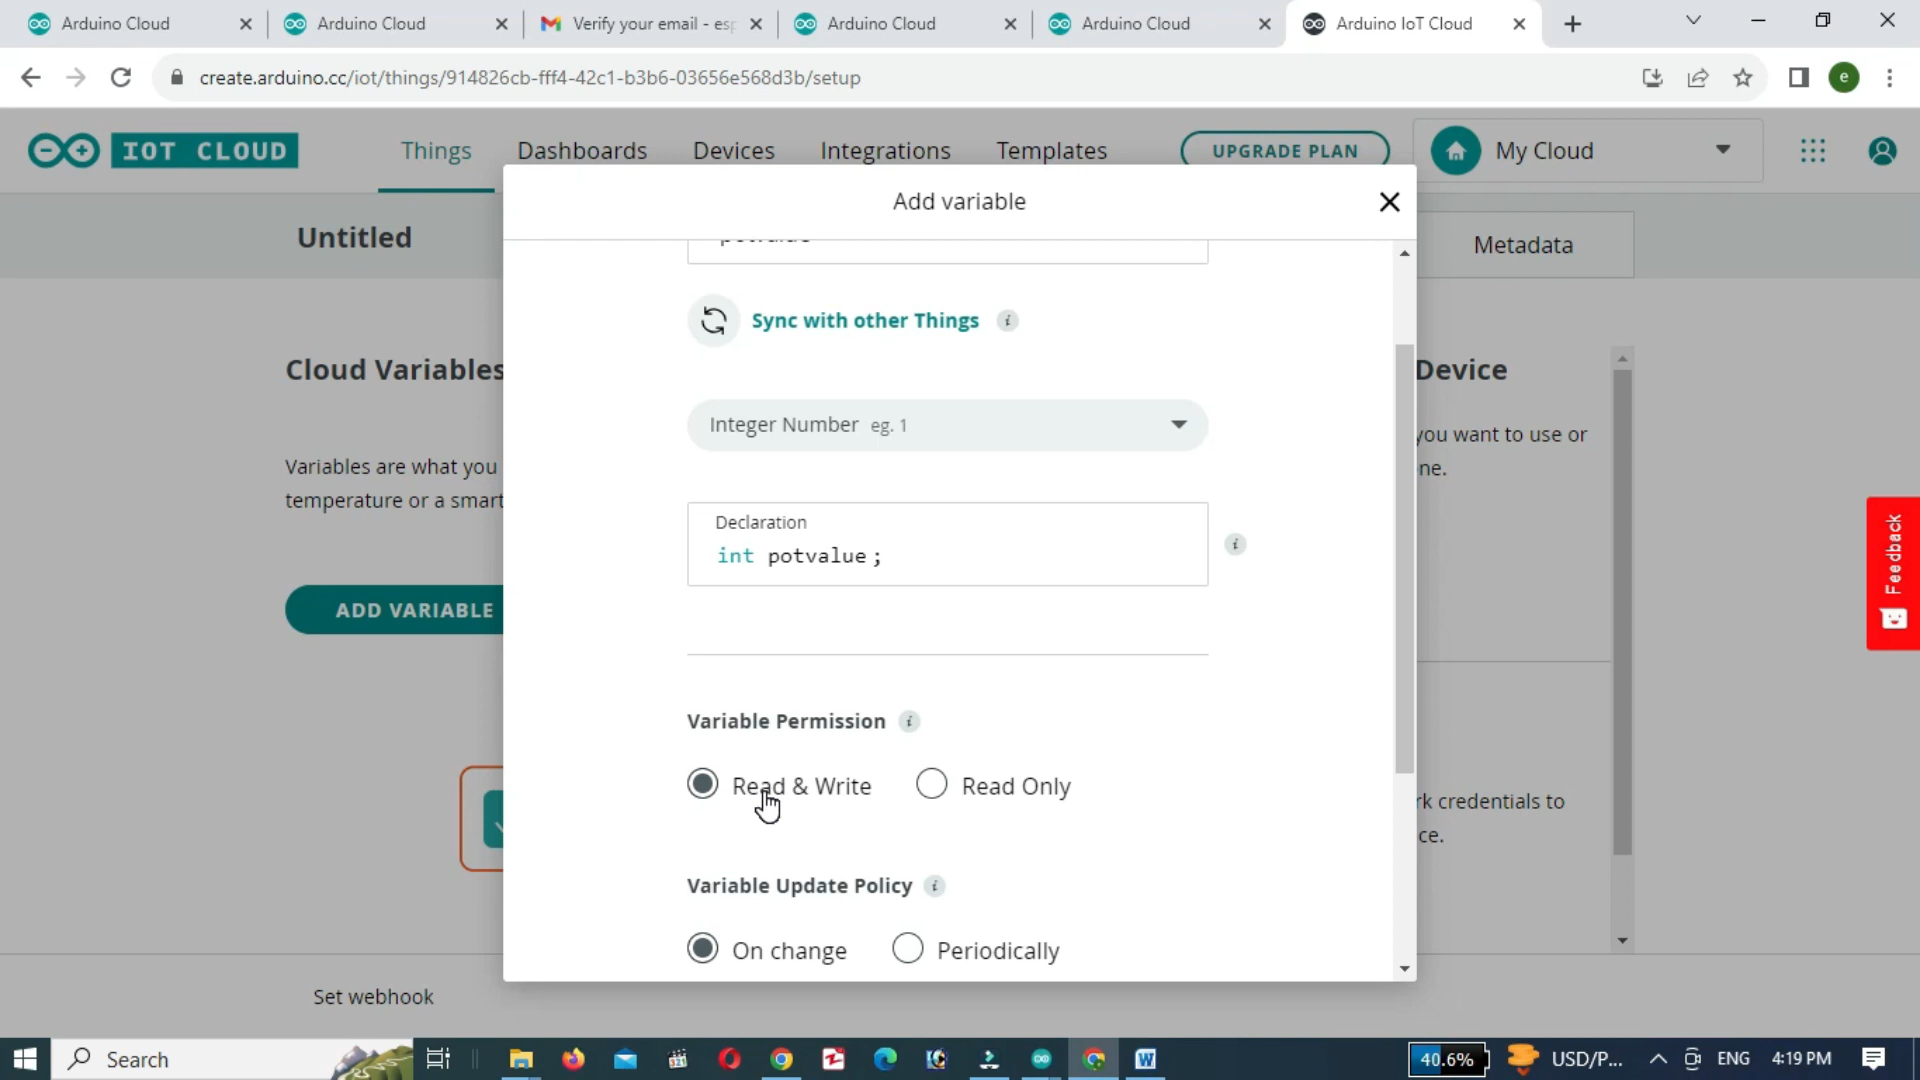 Arduino Cloud
Arduino Cloud
Verify your email - esp
Arduino Cloud
Arduino Cloud
Arduino IoT Cloud
create.arduino.cc/iot/things/914826cb-fff4-42c1-b3b6-03656e568d3b/setup
e
IOT CLOUD
Things
Dashboards
Devices
Integrations
Templates
UPGRADE PLAN
My Cloud
Untitled
Add variable
Metadata
potvalue
Sync with other Things
Cloud Variables
Device
Integer Number eg. 1
you want to use or
ne.
Variables are what you
temperature or a smart
Declaration
int potvalue ;
ADD VARIABLE
Feedback
Variable Permission
Read & Write
Read Only
rk credentials to
ce.
Variable Update Policy
On change
Periodically
Set webhook
Search
40.6%
USD/P...
ENG
4:19 PM